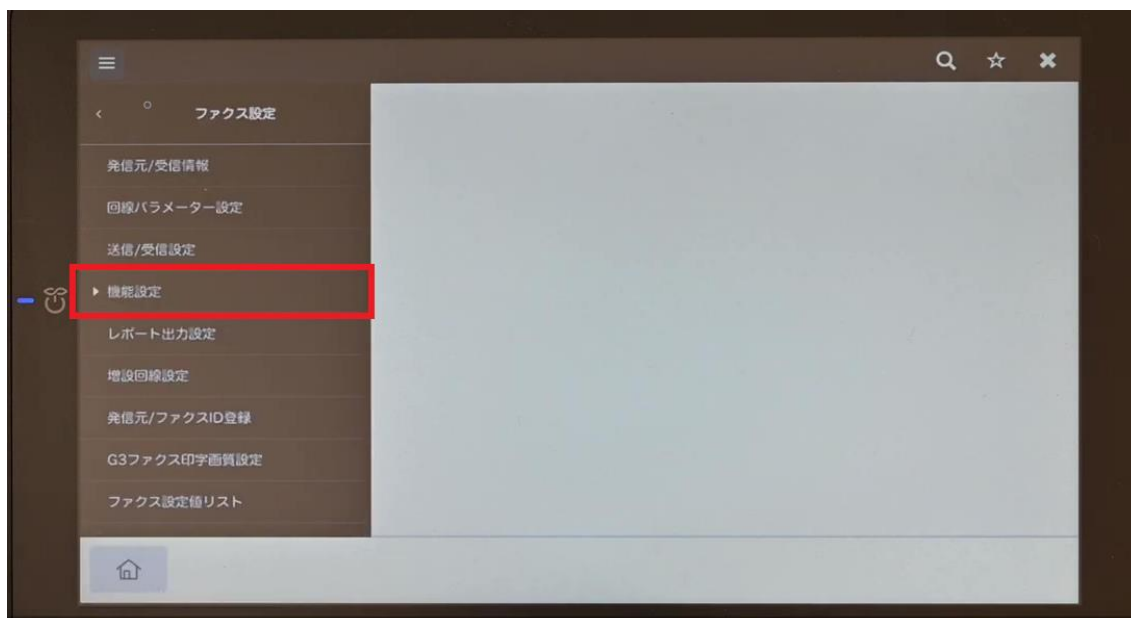 ファクス設定
発信元/受信情報
回線パラメーター設定
送信/受信設定
機能設定
レポート出力設定
増設回線設定
発信元/ファクスID登録
G3ファクス印字画質設定
ファクス設定値リスト